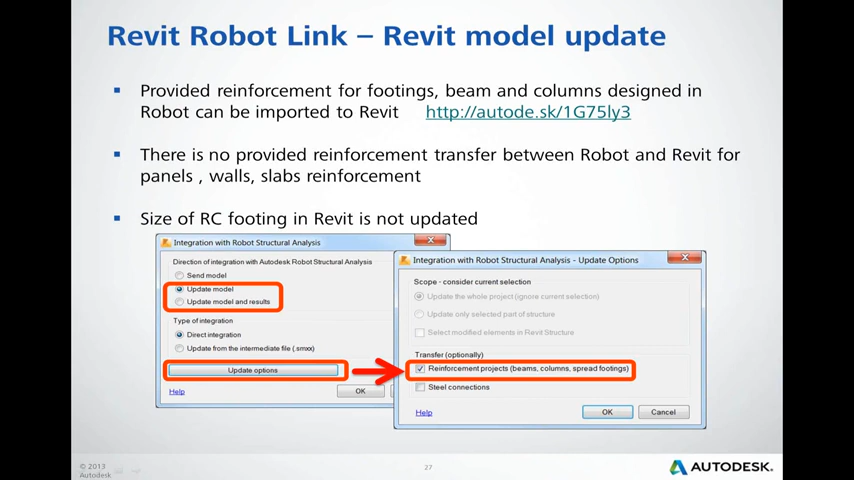 Revit Robot Link – Revit model update
▪ Provided reinforcement for footings, beam and columns designed in
Robot can be imported to Revit http://autode.sk/1G75ly3
▪ There is no provided reinforcement transfer between Robot and Revit for
panels , walls, slabs reinforcement
▪ Size of RC footing in Revit is not updated
Integration with Robot Structural Analysis
Direction of integration with Autodesk Robot Structural Analysis
Send model
Update model
Update model and results
Type of integration
Direct integration
Update from the intermediate file (.smxx)
Update options
Help
OK
Integration with Robot Structural Analysis - Update Options
Scope - consider current selection
Update the whole project (ignore current selection)
Update only selected part of structure
Select modified elements in Revit Structure
Transfer (optionally)
Reinforcement projects (beams, columns, spread footings)
Steel connections
Help
OK
Cancel
© 2013
Autodesk
27
AUTODESK.